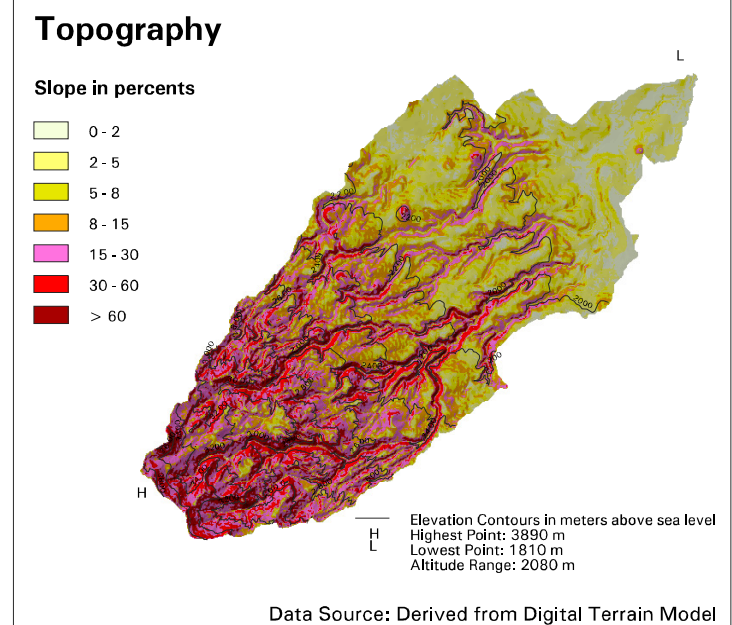 Topography
L
Slope in percents
0 - 2
2 - 5
5 - 8
8 - 15
15 - 30
30 - 60
> 60
H
2000
Elevation Contours in meters above sea level
H
Highest Point: 3890 m
L
Lowest Point: 1810 m
Altitude Range: 2080 m
Data Source: Derived from Digital Terrain Model